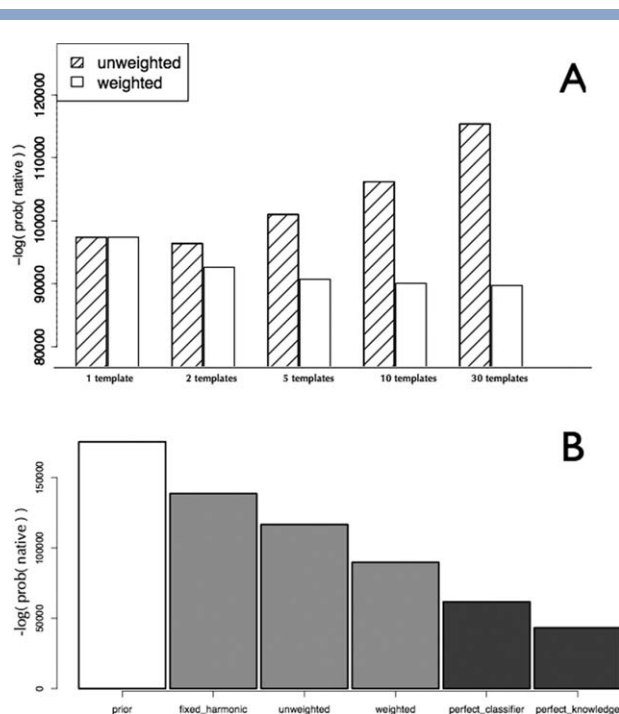 unweighted
weighted
A
-log( prob( native ) )
120000
110000
100000
90000
80000
1 template
2 templates
5 templates
10 templates
30 templates
B
-log( prob( native ) )
150000
100000
50000
0
prior
fixed_harmonic
unweighted
weighted
perfect_classifier
perfect_knowledge